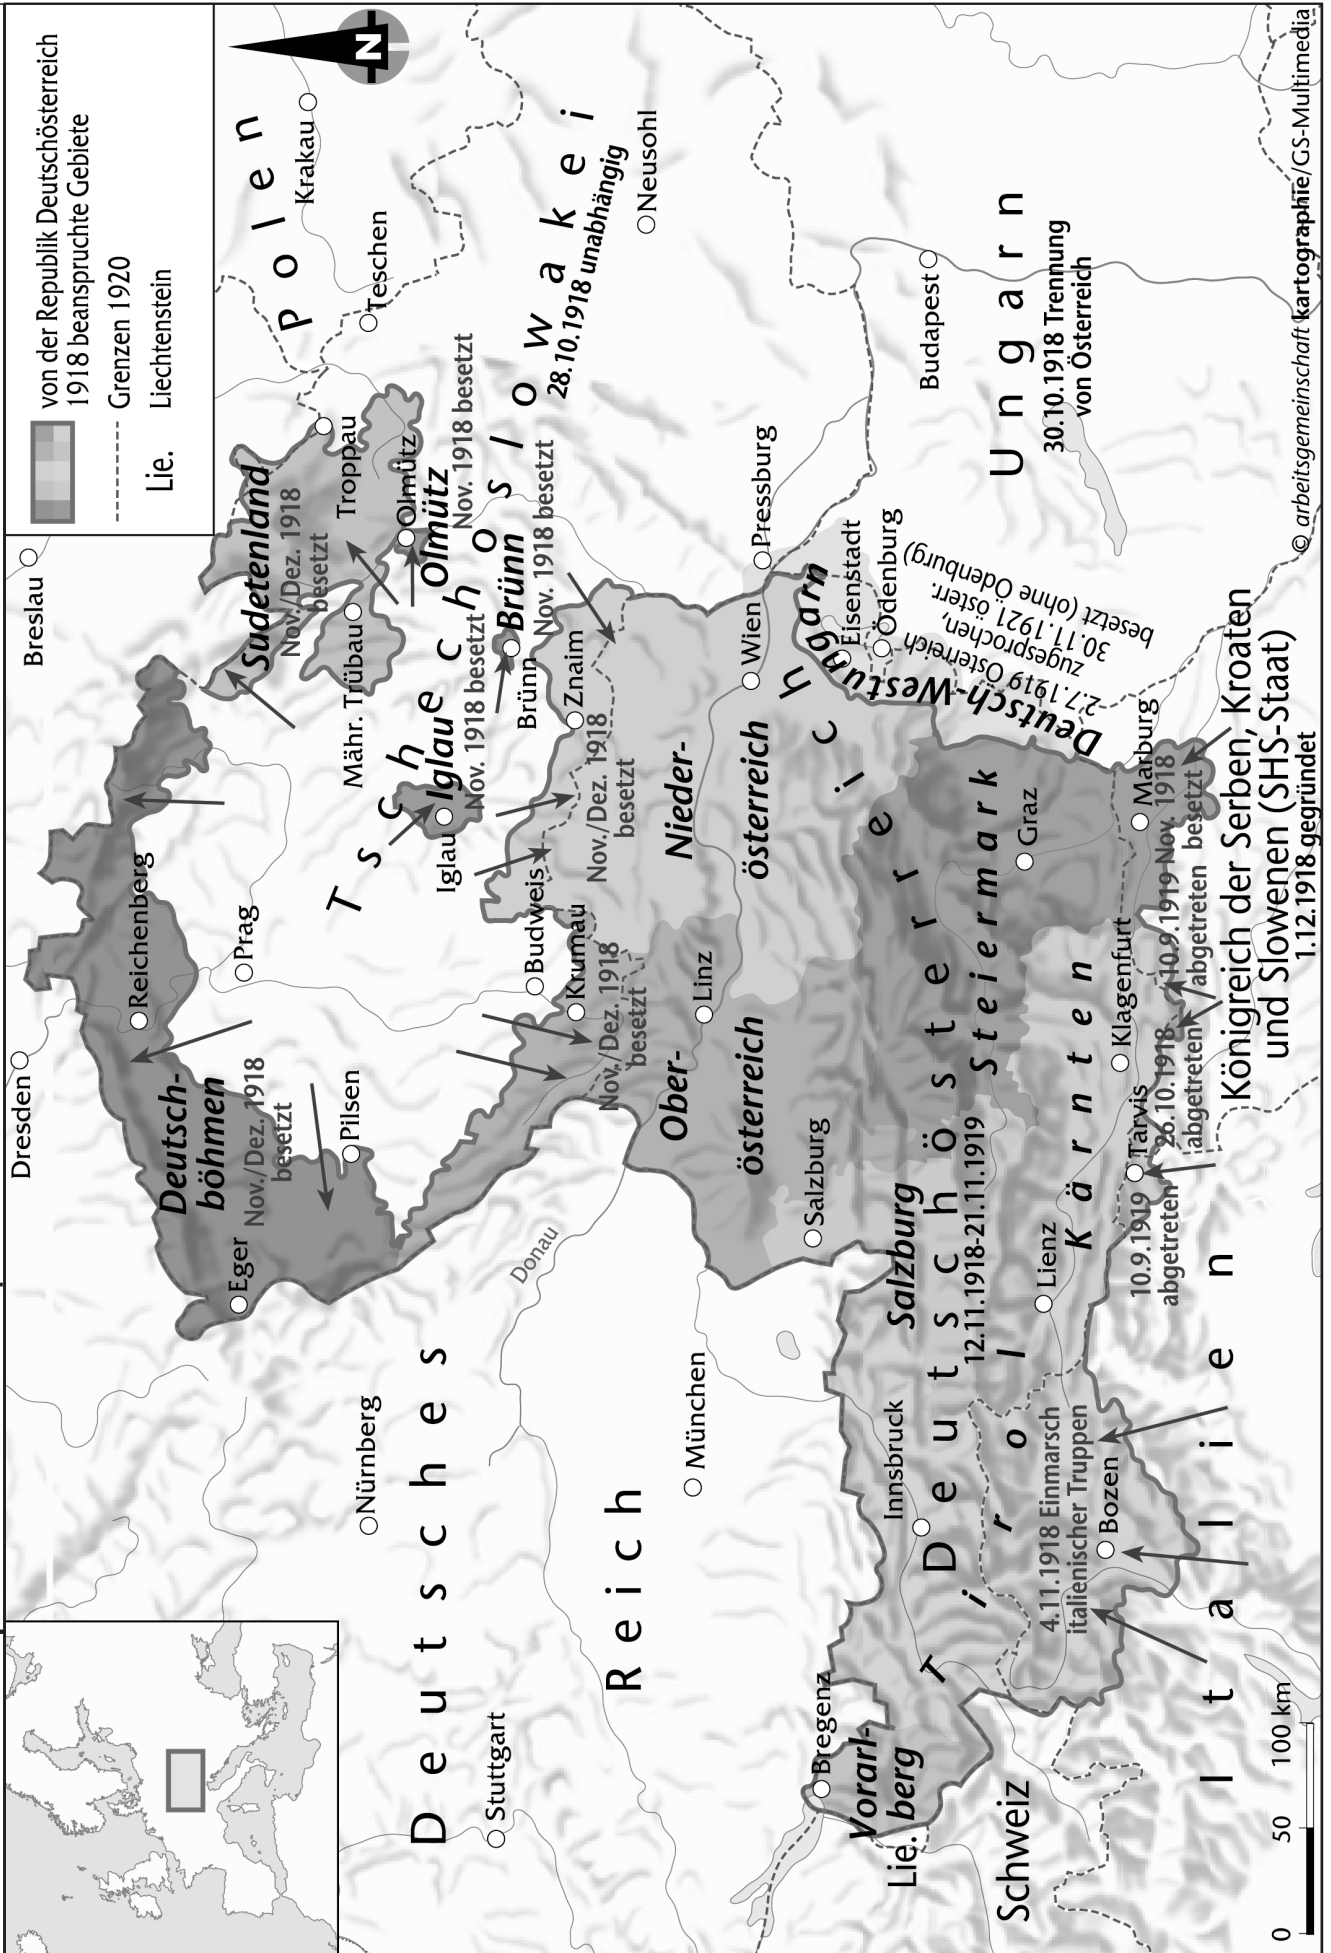 von der Republik Deutschösterreich
1918 beanspruchte Gebiete
Grenzen 1920
Lie.
Liechtenstein
N
Dresden
Breslau
Reichenberg
Deutsch-
böhmen
Nov./Dez. 1918
besetzt
Eger
Prag
Pilsen
Sudetenland
Nov./Dez. 1918
besetzt
Troppau
Mähr. Trübau
Polen
Krakau
Teschen
Olmütz
Olmütz
Nov. 1918 besetzt
Tschechoslowakei
28.10.1918 unabhängig
Neusohl
Iglau
Iglau
Nov. 1918 besetzt
Brünn
Brünn
Nov. 1918 besetzt
Znaim
Nov./Dez. 1918
besetzt
Budweis
Krumau
Nov./Dez. 1918
besetzt
Nürnberg
Deutsches
Reich
Stuttgart
München
Donau
Nieder-
österreich
Wien
Linz
Ober-
österreich
Salzburg
Salzburg
Pressburg
Deutsch-Westungarn
Eisenstadt
Ödenburg
2.7.1919 Österreich
zugesprochen,
30.11.1921 österr.
besetzt (ohne Ödenburg)
Budapest
Ungarn
30.10.1918 Trennung
von Österreich
Deutschösterreich
12.11.1918-21.11.1919
Steiermark
Graz
Marburg
Nov. 1918
besetzt
Kärnten
Klagenfurt
10.9.1919
abgetreten
26.10.1918
abgetreten
Tarvis
10.9.1919
abgetreten
Lienz
Tirol
Innsbruck
4.11.1918 Einmarsch
italienischer Truppen
Bozen
Bregenz
Vorarl-
berg
Lie.
Schweiz
Italien
Königreich der Serben, Kroaten
und Slowenen (SHS-Staat)
1.12.1918 gegründet
0 50 100 km
© arbeitsgemeinschaft kartographie/GS-Multimedia